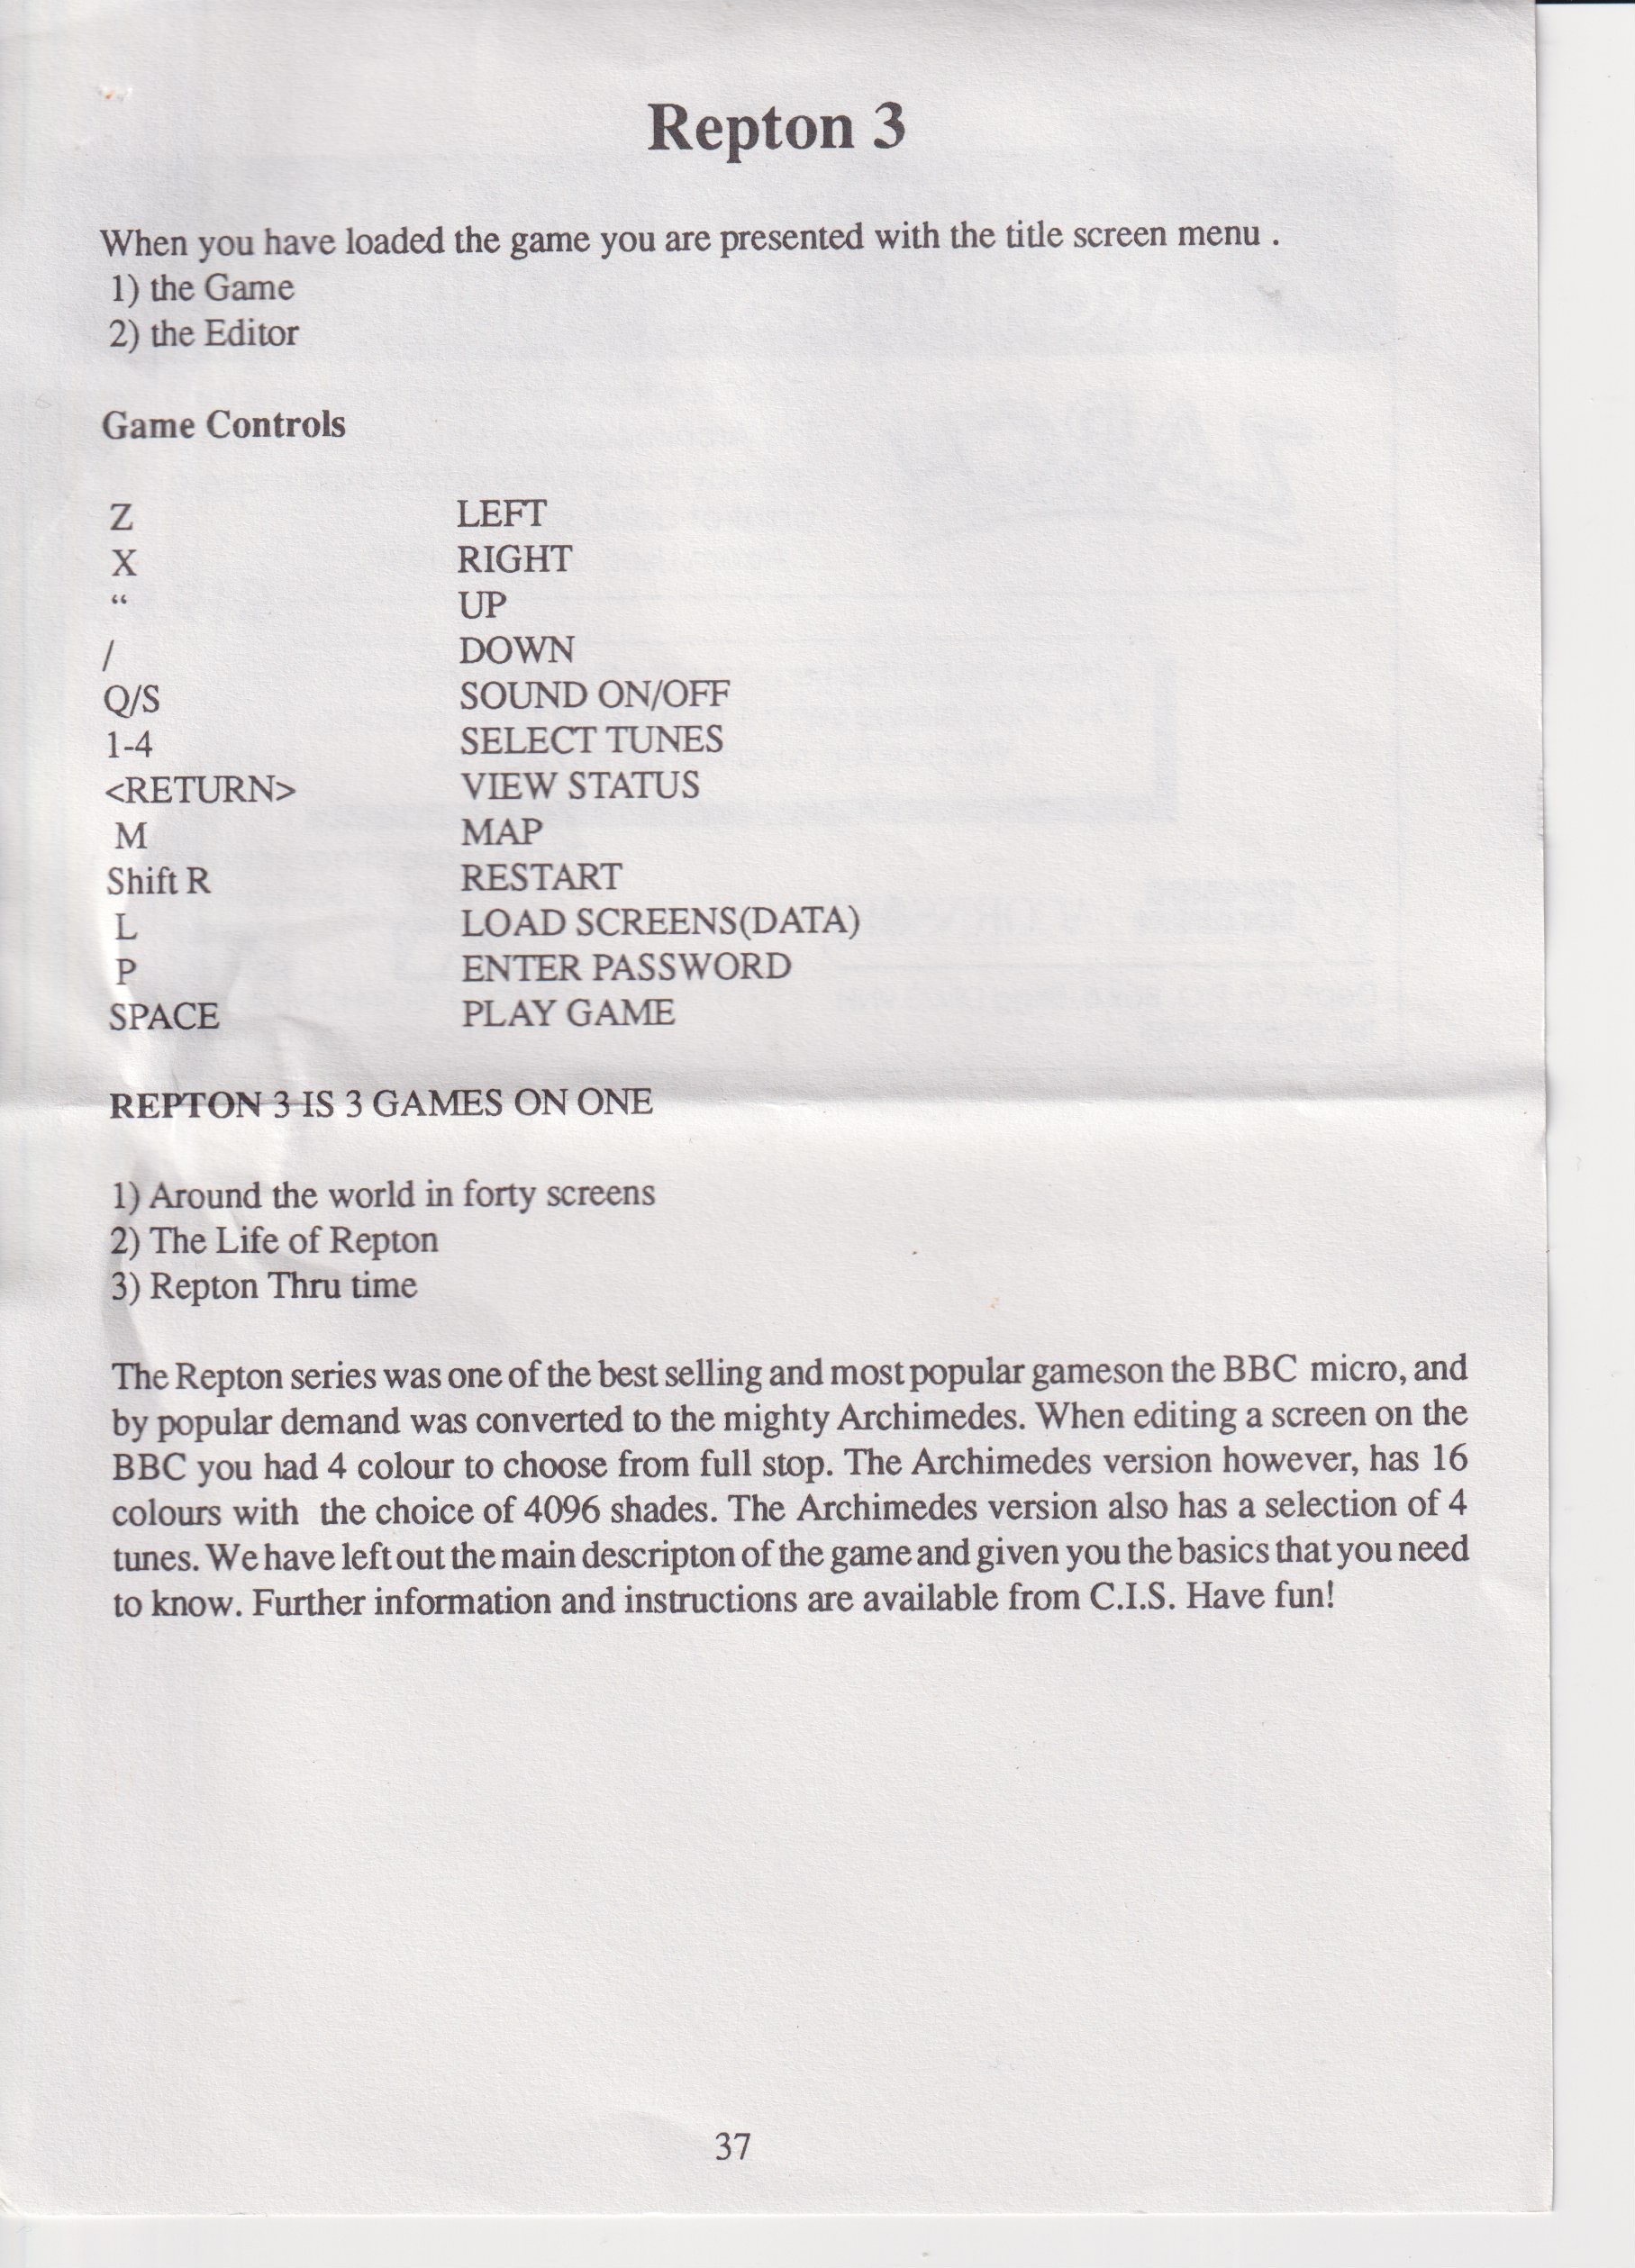 Repton 3
When you have loaded the game you are presented with the title screen menu .
1) the Game
2) the Editor
Game Controls
Z LEFT
X RIGHT
“ UP
/ DOWN
Q/S SOUND ON/OFF
1-4 SELECT TUNES
<RETURN> VIEW STATUS
M MAP
Shift R RESTART
L LOAD SCREENS(DATA)
P ENTER PASSWORD
SPACE PLAY GAME
REPTON 3 IS 3 GAMES ON ONE
1) Around the world in forty screens
2) The Life of Repton
3) Repton Thru time
The Repton series was one of the best selling and most popular gameson the BBC micro, and
by popular demand was converted to the mighty Archimedes. When editing a screen on the
BBC you had 4 colour to choose from full stop. The Archimedes version however, has 16
colours with the choice of 4096 shades. The Archimedes version also has a selection of 4
tunes. We have left out the main descripton of the game and given you the basics that you need
to know. Further information and instructions are available from C.I.S. Have fun!
37